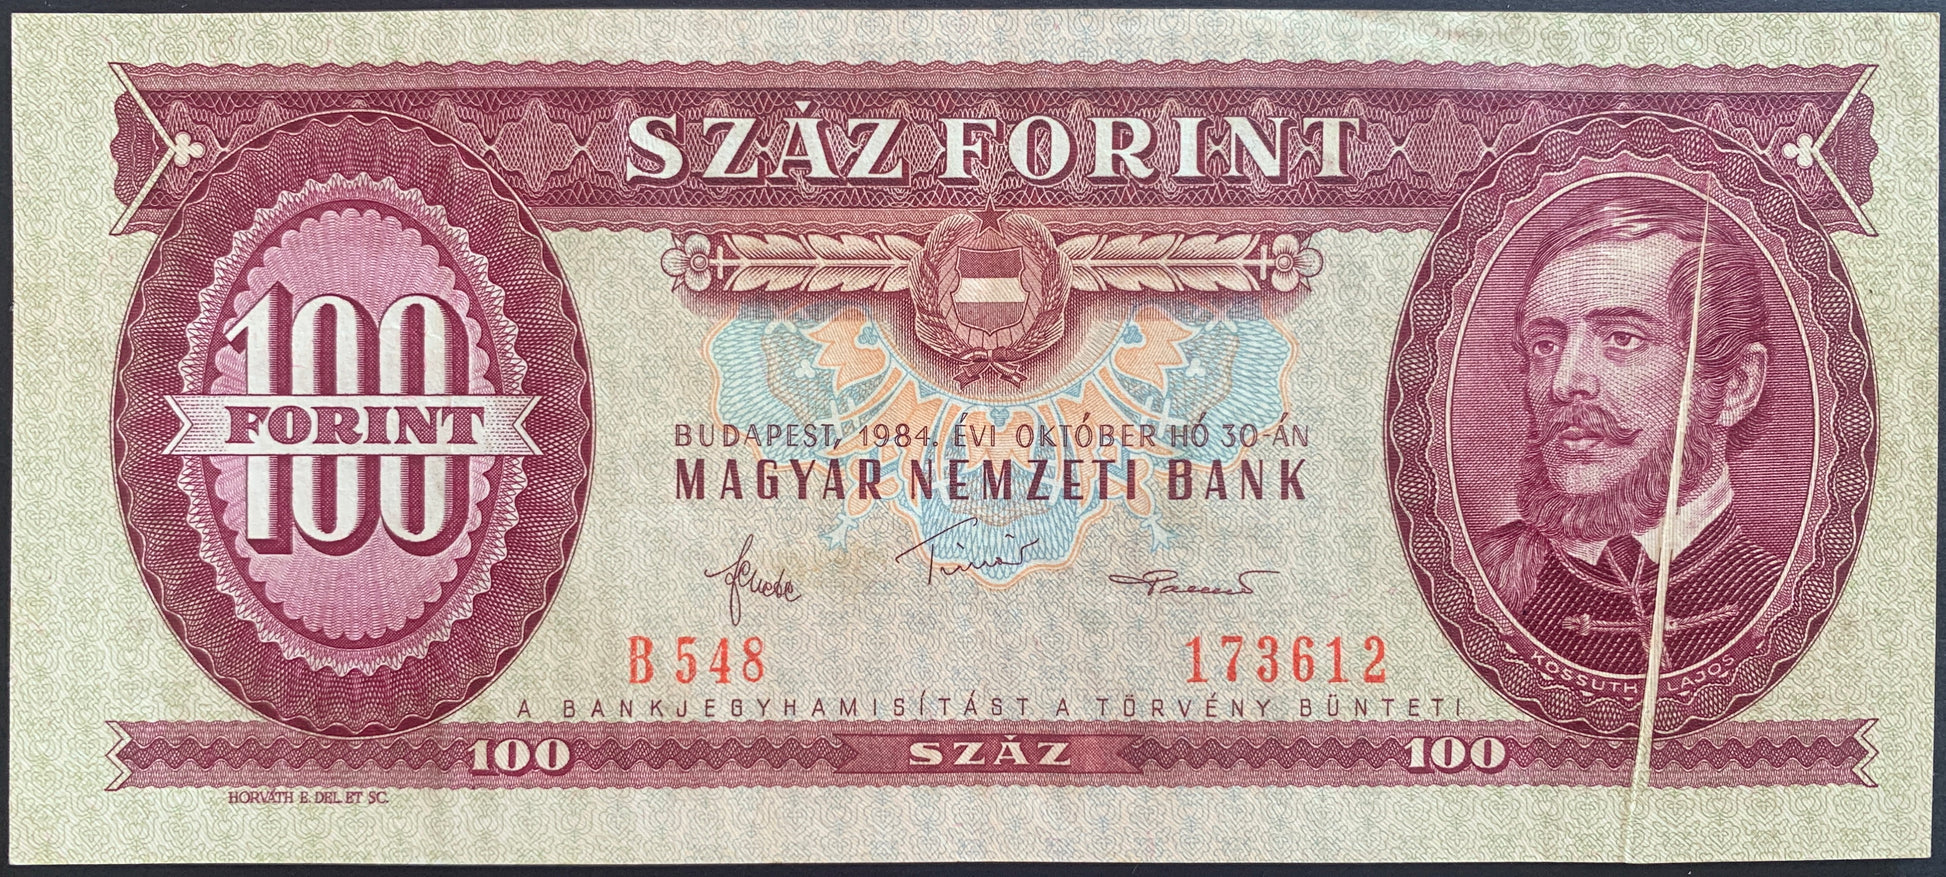 SZÁZ FORINT
100
FORINT
BUDAPEST, 1984. ÉVI OKTÓBER HÓ 30-ÁN
MAGYAR NEMZETI BANK
B 548
173612
KOSSUTH LAJOS
A BANKJEGYHAMISÍTÁST A TÖRVÉNY BÜNTETI
100
SZÁZ
100
HORVÁTH E. DEL. ET SC.